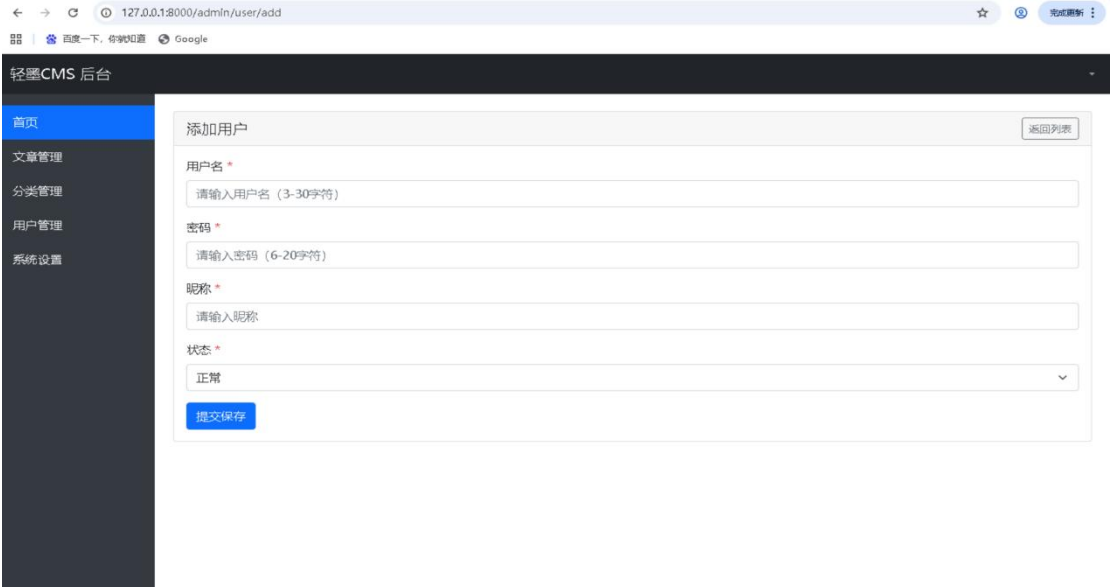 127.0.0.1:8000/admin/user/add
完成更新
百度一下，你就知道 Google
轻墨CMS 后台
首页
文章管理
分类管理
用户管理
系统设置
添加用户 返回列表
用户名 *
请输入用户名（3-30字符）
密码 *
请输入密码（6-20字符）
昵称 *
请输入昵称
状态 *
正常
提交保存